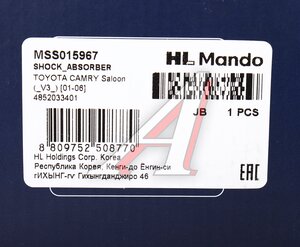 MSS015967
SHOCK_ABSORBER
TOYOTA CAMRY Saloon
(_V3_) [01-06]
4852033401
HL Mando
JB 1 PCS
8 809752 508770
HL Holdings Corp. Korea
Республика Корея, Кенги-до Енгин-си
гИХЫНГ-гу Гихынгданджиро 46
EAC